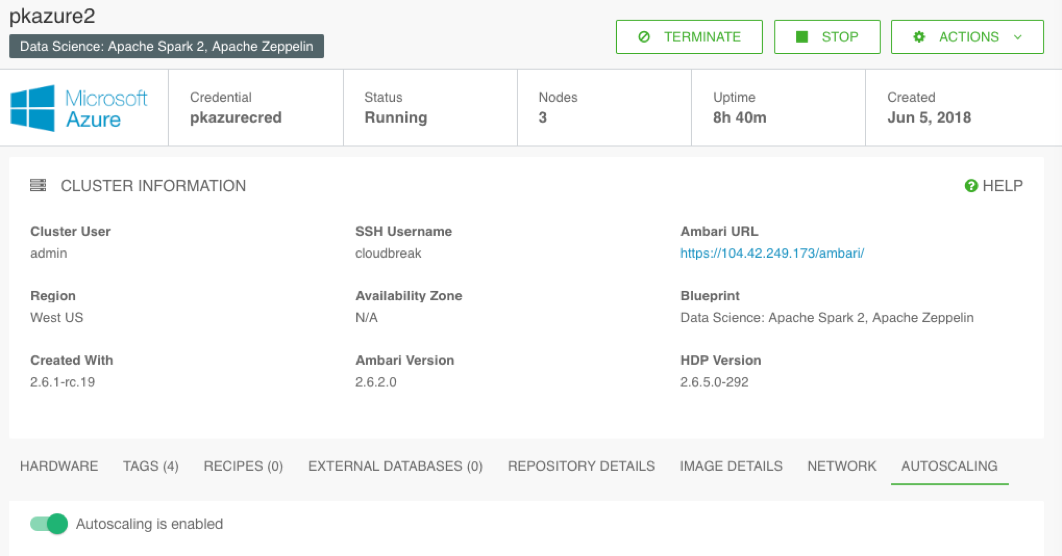 pkazure2
Data Science: Apache Spark 2, Apache Zeppelin
TERMINATE
STOP
ACTIONS
Microsoft
Azure
Credential
pkazurecred
Status
Running
Nodes
3
Uptime
8h 40m
Created
Jun 5, 2018
CLUSTER INFORMATION
HELP
Cluster User
admin
SSH Username
cloudbreak
Ambari URL
https://104.42.249.173/ambari/
Region
West US
Availability Zone
N/A
Blueprint
Data Science: Apache Spark 2, Apache Zeppelin
Created With
2.6.1-rc.19
Ambari Version
2.6.2.0
HDP Version
2.6.5.0-292
HARDWARE TAGS (4) RECIPES (0) EXTERNAL DATABASES (0) REPOSITORY DETAILS IMAGE DETAILS NETWORK AUTOSCALING
Autoscaling is enabled